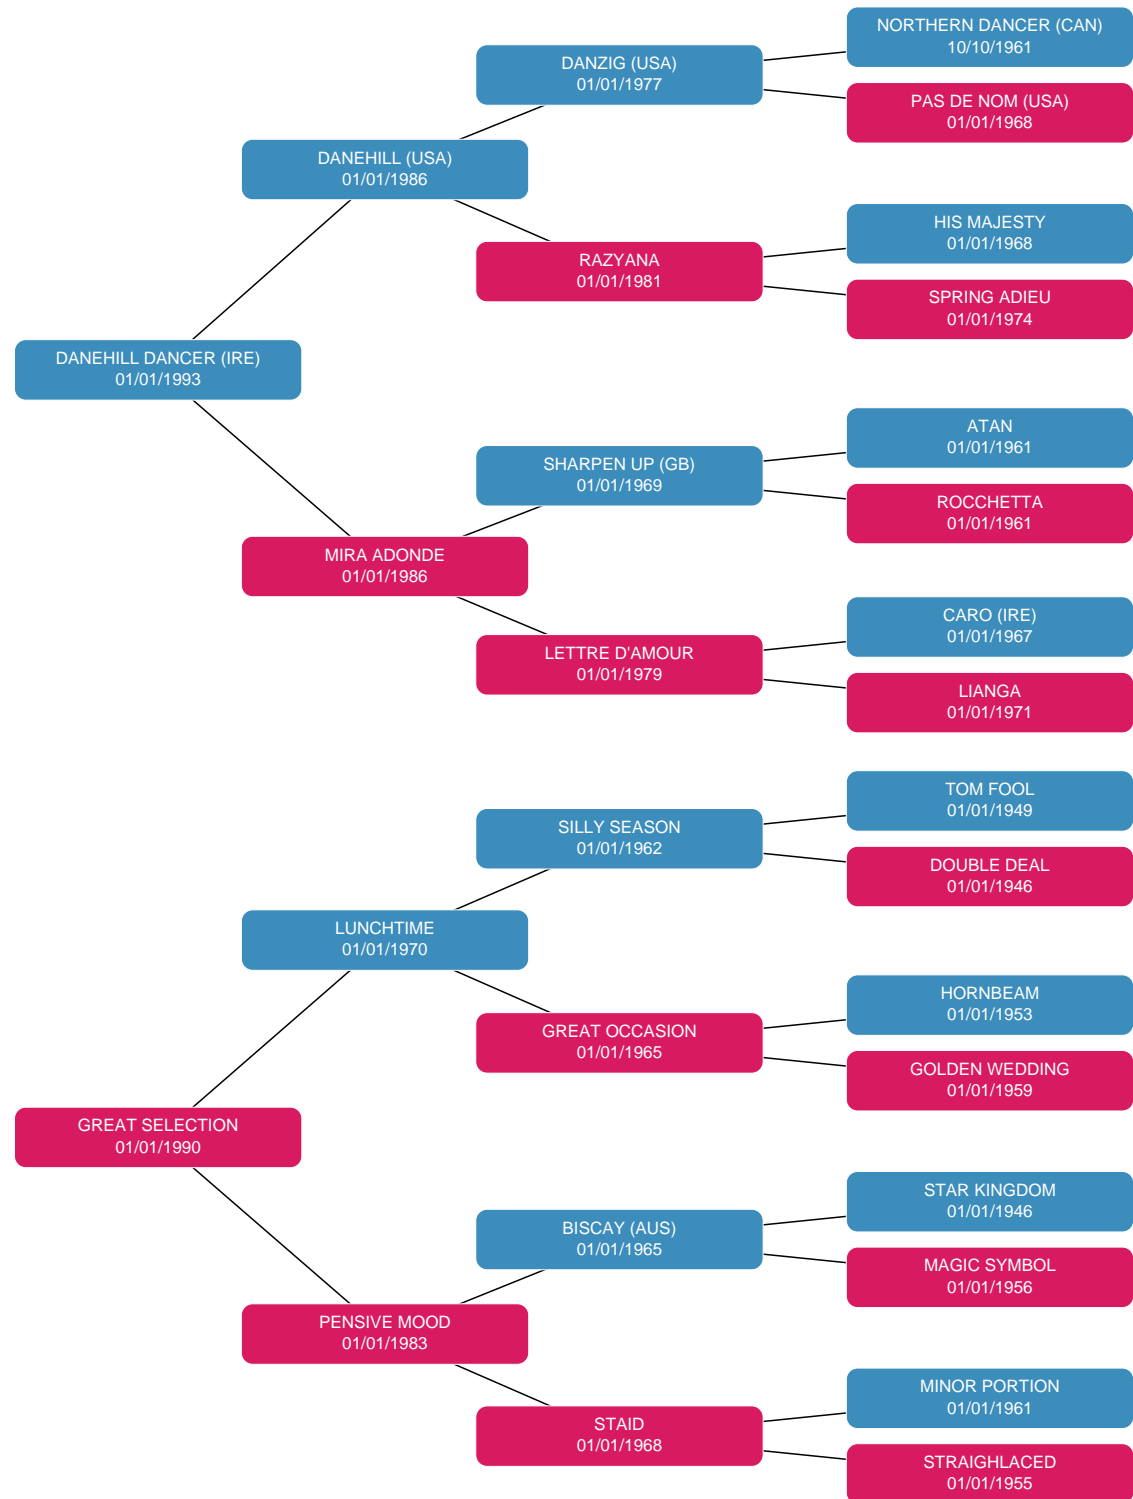 NORTHERN DANCER (CAN)
10/10/1961
DANZIG (USA)
01/01/1977
PAS DE NOM (USA)
01/01/1968
DANEHILL (USA)
01/01/1986
HIS MAJESTY
01/01/1968
RAZYANA
01/01/1981
SPRING ADIEU
01/01/1974
DANEHILL DANCER (IRE)
01/01/1993
ATAN
01/01/1961
SHARPEN UP (GB)
01/01/1969
ROCCHETTA
01/01/1961
MIRA ADONDE
01/01/1986
CARO (IRE)
01/01/1967
LETTRE D'AMOUR
01/01/1979
LIANGA
01/01/1971
TOM FOOL
01/01/1949
SILLY SEASON
01/01/1962
DOUBLE DEAL
01/01/1946
LUNCHTIME
01/01/1970
HORNBEAM
01/01/1953
GREAT OCCASION
01/01/1965
GOLDEN WEDDING
01/01/1959
GREAT SELECTION
01/01/1990
STAR KINGDOM
01/01/1946
BISCAY (AUS)
01/01/1965
MAGIC SYMBOL
01/01/1956
PENSIVE MOOD
01/01/1983
MINOR PORTION
01/01/1961
STAID
01/01/1968
STRAIGHLACED
01/01/1955